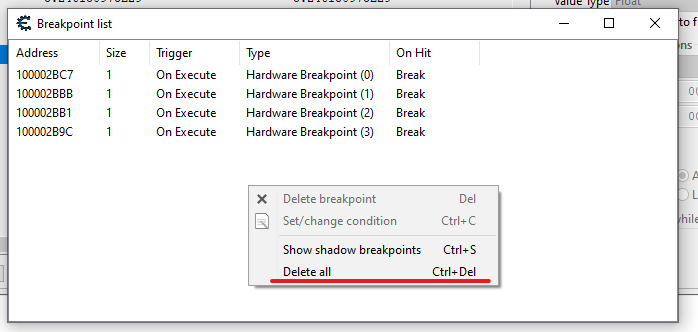 Value Type Float
Breakpoint list
Address Size Trigger Type On Hit
100002BC7 1 On Execute Hardware Breakpoint (0) Break
100002BBB 1 On Execute Hardware Breakpoint (1) Break
100002BB1 1 On Execute Hardware Breakpoint (2) Break
100002B9C 1 On Execute Hardware Breakpoint (3) Break
Delete breakpoint Del
Set/change condition Ctrl+C
Show shadow breakpoints Ctrl+S
Delete all Ctrl+Del